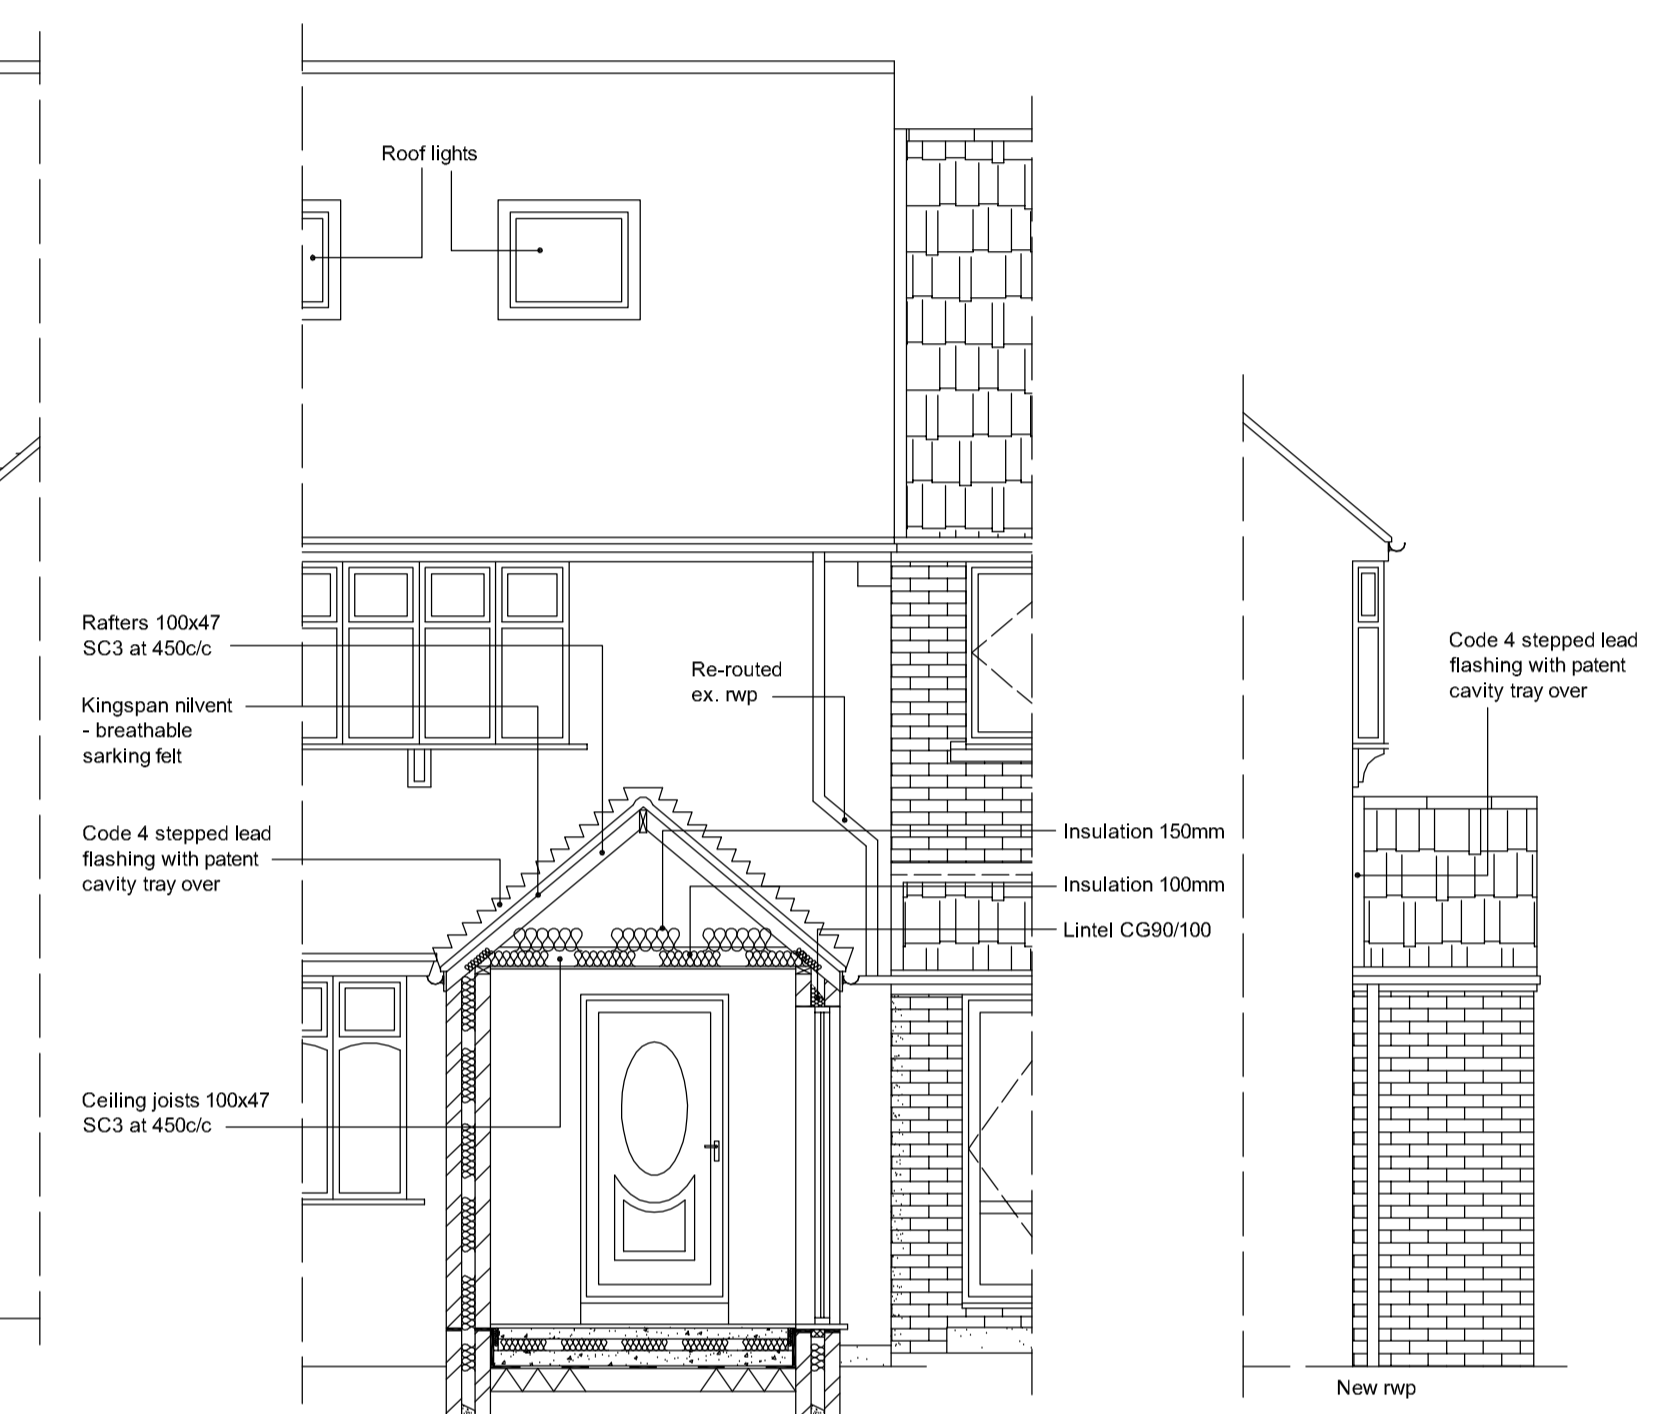 Roof lights
Rafters 100x47
SC3 at 450c/c
Kingspan nilvent
- breathable
sarking felt
Code 4 stepped lead
flashing with patent
cavity tray over
Ceiling joists 100x47
SC3 at 450c/c
Re-routed
ex. rwp
Insulation 150mm
Insulation 100mm
Lintel CG90/100
Code 4 stepped lead
flashing with patent
cavity tray over
New rwp